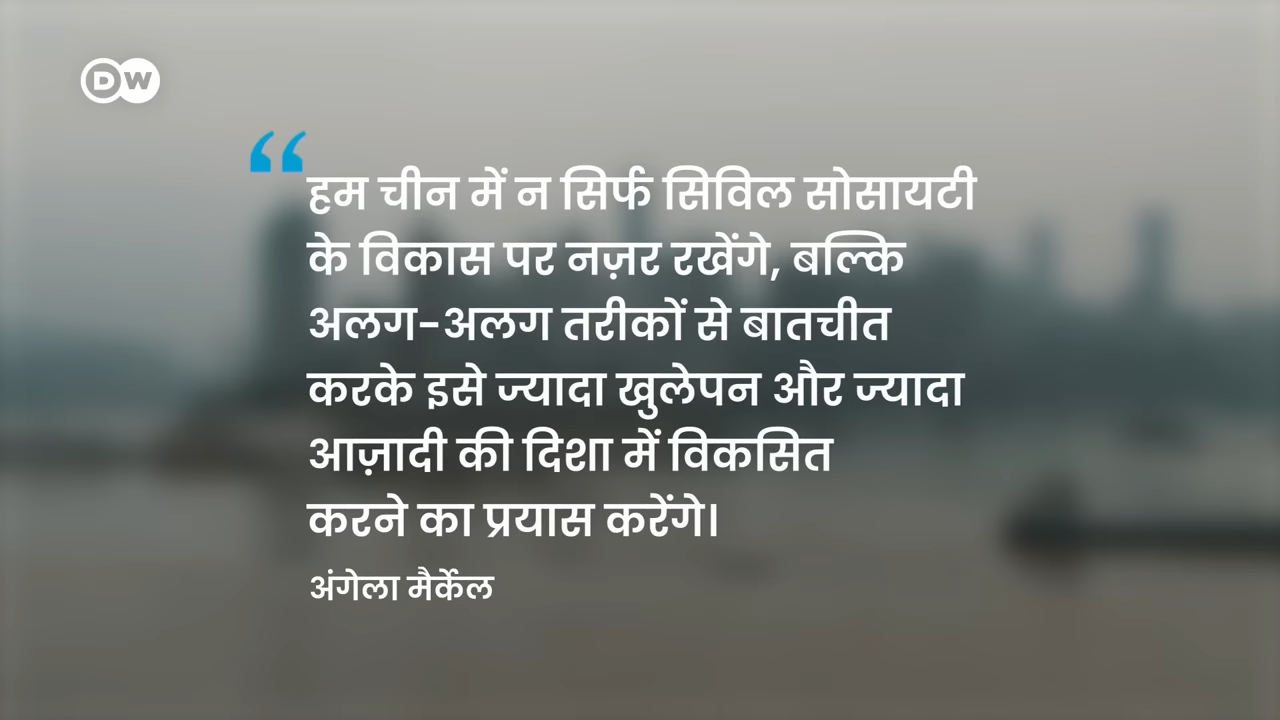 DW
“हम चीन में न सिर्फ सिविल सोसायटी
के विकास पर नज़र रखेंगे, बल्कि
अलग-अलग तरीकों से बातचीत
करके इसे ज्यादा खुलेपन और ज्यादा
आज़ादी की दिशा में विकसित
करने का प्रयास करेंगे।
अंगेला मैर्केल